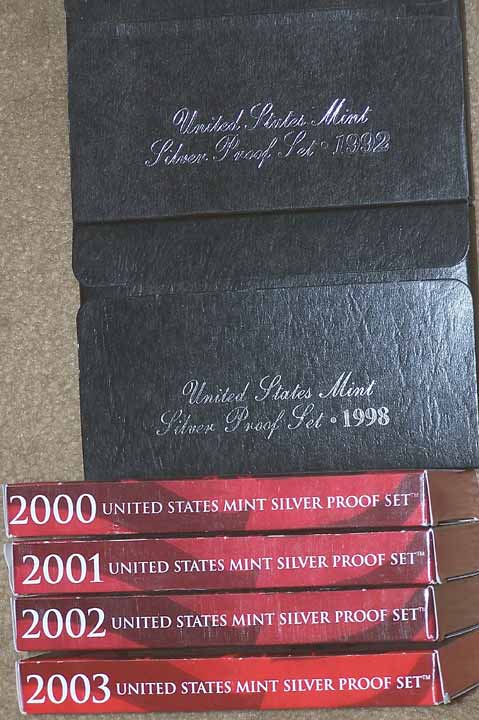 United States Mint
Silver Proof Set • 1992
United States Mint
Silver Proof Set • 1998
2000 UNITED STATES MINT SILVER PROOF SET™
2001 UNITED STATES MINT SILVER PROOF SET™
2002 UNITED STATES MINT SILVER PROOF SET™
2003 UNITED STATES MINT SILVER PROOF SET™